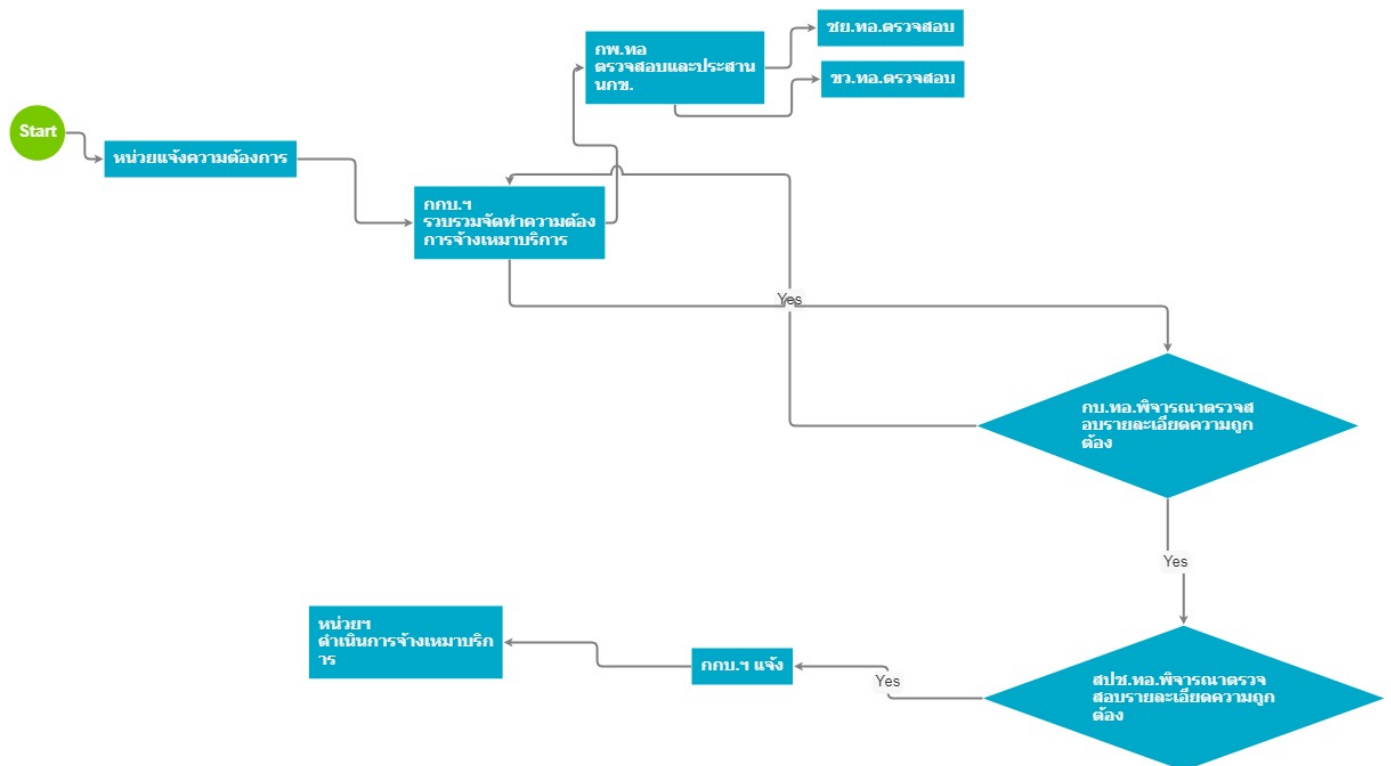 ชย.ทอ.ตรวจสอบ
กพ.ทอ
ตรวจสอบและประสาน
นกข.
ขว.ทอ.ตรวจสอบ
Start
หน่วยแจ้งความต้องการ
กกบ.ฯ
รวบรวมจัดทำความต้อง
การจ้างเหมาบริการ
Yes
กบ.ทอ.พิจารณาตรวจส
อบรายละเอียดความถูก
ต้อง
Yes
หน่วยฯ
ดำเนินการจ้างเหมาบริก
าร
กกบ.ฯ แจ้ง
Yes
สปช.ทอ.พิจารณาตรวจ
สอบรายละเอียดความถูก
ต้อง